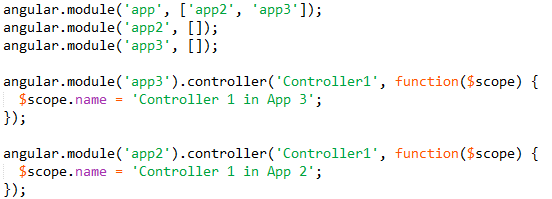 angular.module('app', ['app2', 'app3']);
angular.module('app2', []);
angular.module('app3', []);

angular.module('app3').controller('Controller1', function($scope) {
  $scope.name = 'Controller 1 in App 3';
});

angular.module('app2').controller('Controller1', function($scope) {
  $scope.name = 'Controller 1 in App 2';
});